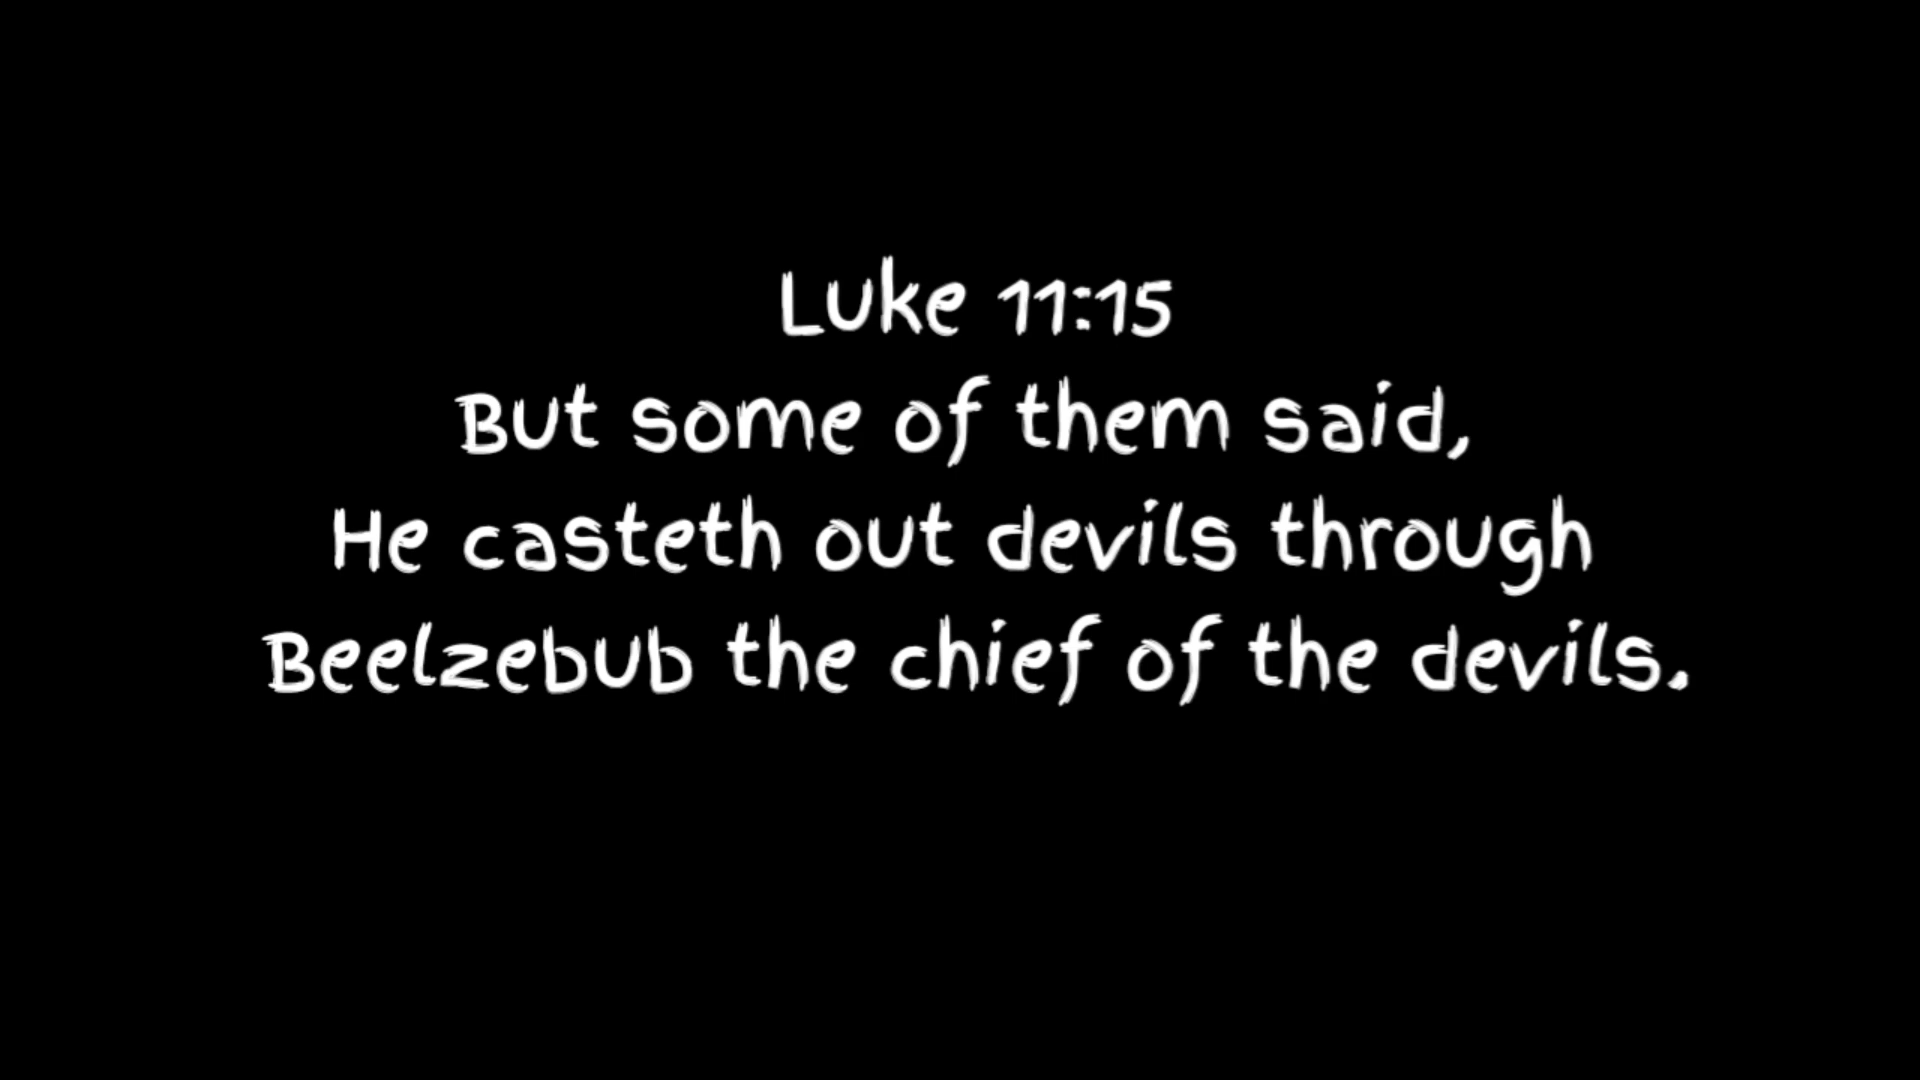 Luke 11:15
But some of them said,
He casteth out devils through
Beelzebub the chief of the devils.